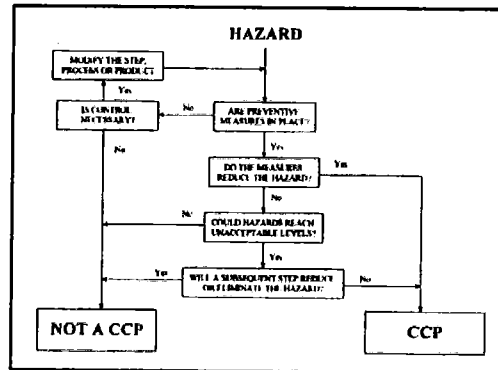 HAZARD
MODIFY THE STEP,
PROCESS OR PRODUCT
Yes
IS CONTROL
NECESSARY?
No
ARE PREVENTIVE
MEASURES IN PLACE?
No
Yes
DO THE MEASURES
REDUCE THE HAZARD?
Yes
No
No
COULD HAZARDS REACH
UNACCEPTABLE LEVELS?
Yes
Yes
WILL A SUBSEQUENT STEP REDUCE
OR ELIMINATE THE HAZARD?
No
NOT A CCP
CCP